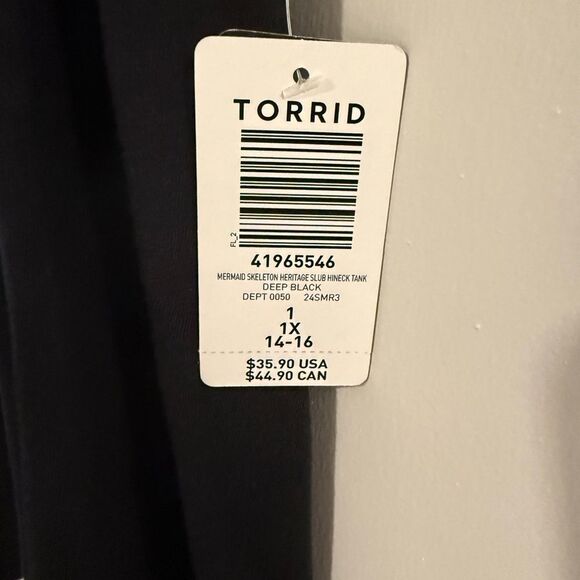 TORRID
FL_2
41965546
MERMAID SKELETON HERITAGE SLUB HINECK TANK
DEEP BLACK
DEPT 0050 24SMR3
1
1X
14-16
$35.90 USA
$44.90 CAN